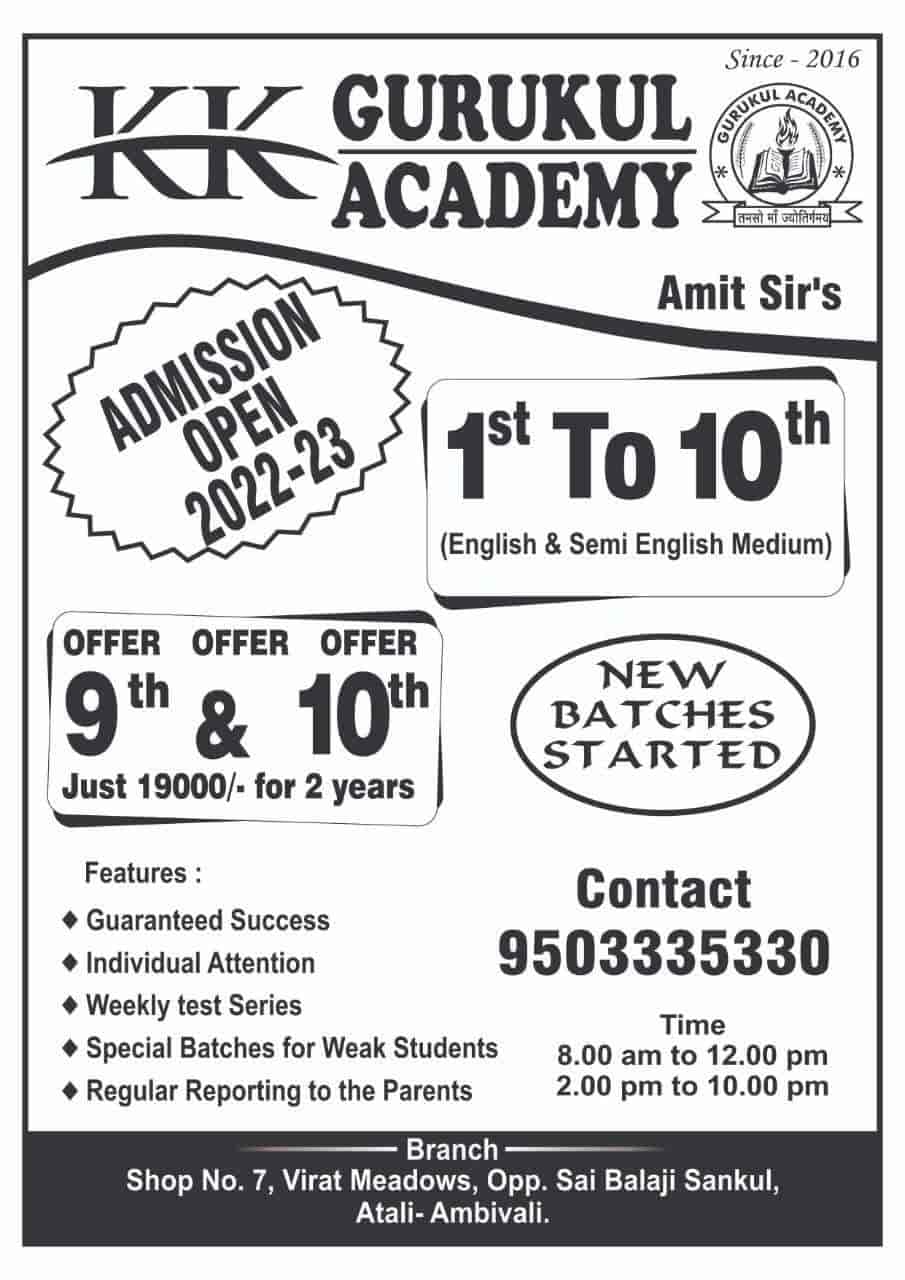 Since - 2016
KK
GURUKUL
ACADEMY
GURUKUL ACADEMY
तमसो माँ ज्योतिर्गमय
Amit Sir's
ADMISSION
OPEN
2022-23
1st To 10th
(English & Semi English Medium)
OFFER OFFER OFFER
9th & 10th
Just 19000/- for 2 years
NEW
BATCHES
STARTED
Features :
♦ Guaranteed Success
♦ Individual Attention
♦ Weekly test Series
♦ Special Batches for Weak Students
♦ Regular Reporting to the Parents
Contact
9503335330
Time
8.00 am to 12.00 pm
2.00 pm to 10.00 pm
Branch
Shop No. 7, Virat Meadows, Opp. Sai Balaji Sankul,
Atali- Ambivali.